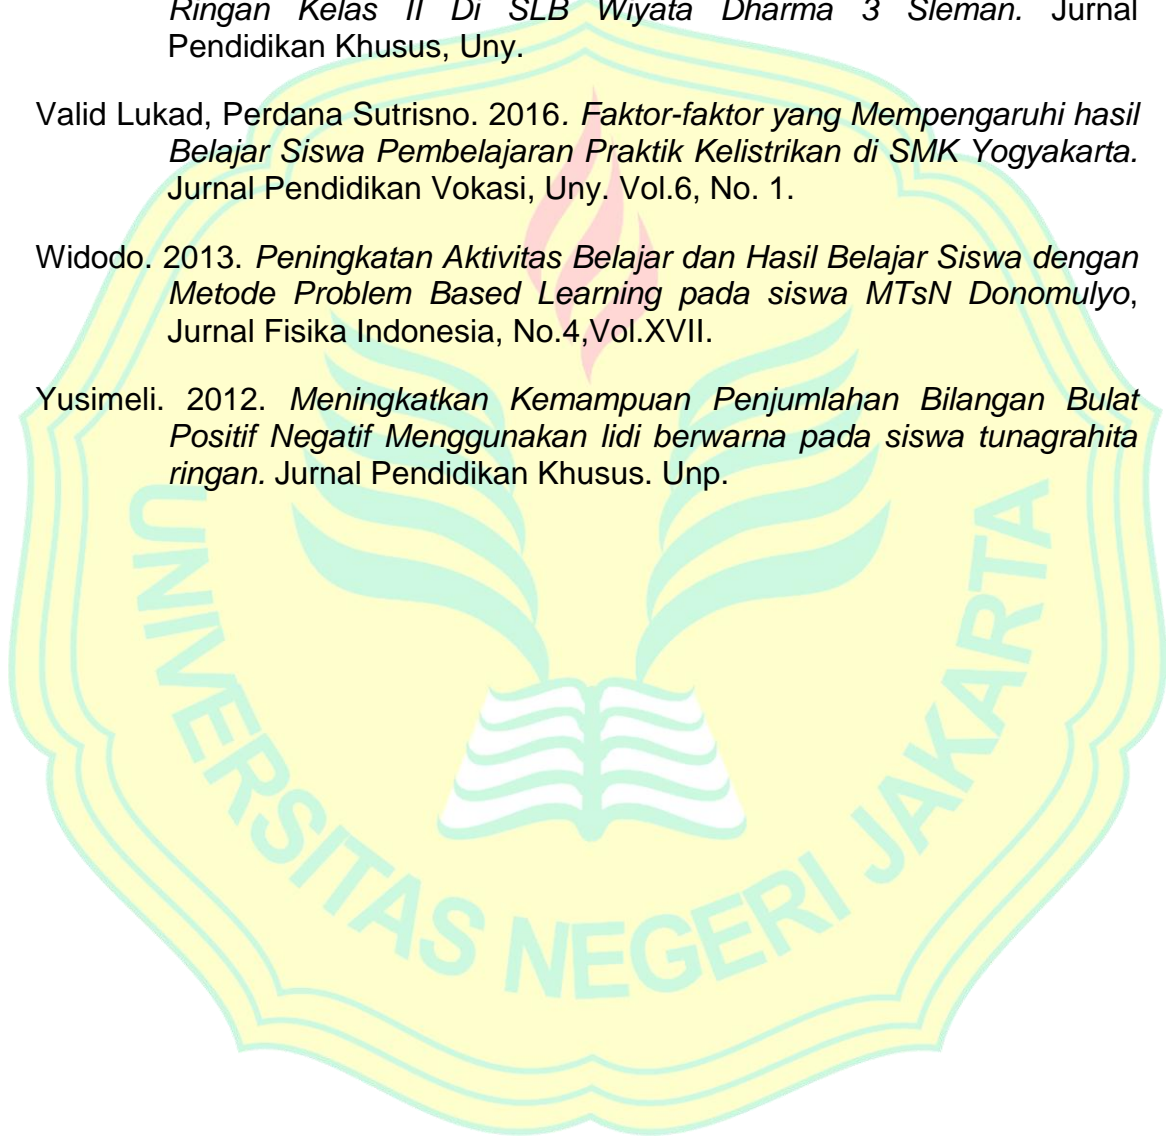 Ringan Kelas II Di SLB Wiyata Dharma 3 Sleman. Jurnal
Pendidikan Khusus, Uny.
Valid Lukad, Perdana Sutrisno. 2016. Faktor-faktor yang Mempengaruhi hasil
Belajar Siswa Pembelajaran Praktik Kelistrikan di SMK Yogyakarta.
Jurnal Pendidikan Vokasi, Uny. Vol.6, No. 1.
Widodo. 2013. Peningkatan Aktivitas Belajar dan Hasil Belajar Siswa dengan
Metode Problem Based Learning pada siswa MTsN Donomulyo,
Jurnal Fisika Indonesia, No.4,Vol.XVII.
Yusimeli. 2012. Meningkatkan Kemampuan Penjumlahan Bilangan Bulat
Positif Negatif Menggunakan lidi berwarna pada siswa tunagrahita
ringan. Jurnal Pendidikan Khusus. Unp.
UNIVERSITAS NEGERI JAKARTA